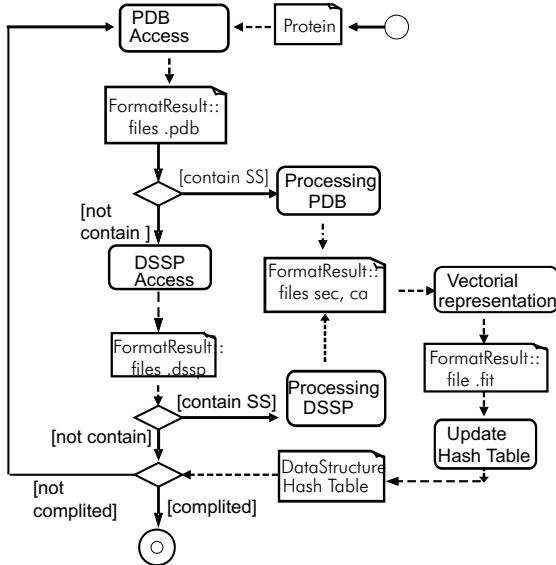 PDB
Access
Protein
FormatResult::
files .pdb
[contain SS]
Processing
PDB
[not
contain ]
DSSP
Access
FormatResult::
files sec, ca
Vectorial
representation
FormatResult::
files .dssp
FormatResult::
file .fit
Processing
DSSP
[contain SS]
[not contain]
Update
Hash Table
DataStructure
Hash Table
[not
complited]
[complited]